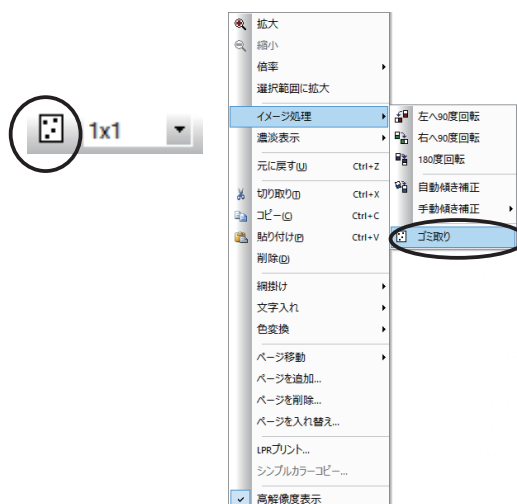 1x1
拡大
縮小
倍率
選択範囲に拡大
イメージ処理
濃淡表示
元に戻す(U) Ctrl+Z
切り取り(T) Ctrl+X
コピー(C) Ctrl+C
貼り付け(P) Ctrl+V
削除(D)
網掛け
文字入れ
色変換
ページ移動
ページを追加...
ページを削除...
ページを入れ替え...
LPRプリント...
シンプルカラーコピー...
高解像度表示
左へ90度回転
右へ90度回転
180度回転
自動傾き補正
手動傾き補正
ゴミ取り